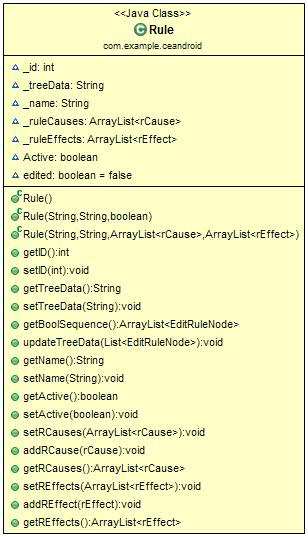 <<Java Class>>
C Rule
com.example.ceandroid
_id: int
_treeData: String
_name: String
_ruleCauses: ArrayList<rCause>
_ruleEffects: ArrayList<rEffect>
Active: boolean
edited: boolean = false
C Rule()
C Rule(String,String,boolean)
C Rule(String,String,ArrayList<rCause>,ArrayList<rEffect>)
getID():int
setID(int):void
getTreeData():String
setTreeData(String):void
getBoolSequence():ArrayList<EditRuleNode>
updateTreeData(List<EditRuleNode>):void
getName():String
setName(String):void
getActive():boolean
setActive(boolean):void
setRCauses(ArrayList<rCause>):void
addRCause(rCause):void
getRCauses():ArrayList<rCause>
setREffects(ArrayList<rEffect>):void
addREffect(rEffect):void
getREffects():ArrayList<rEffect>